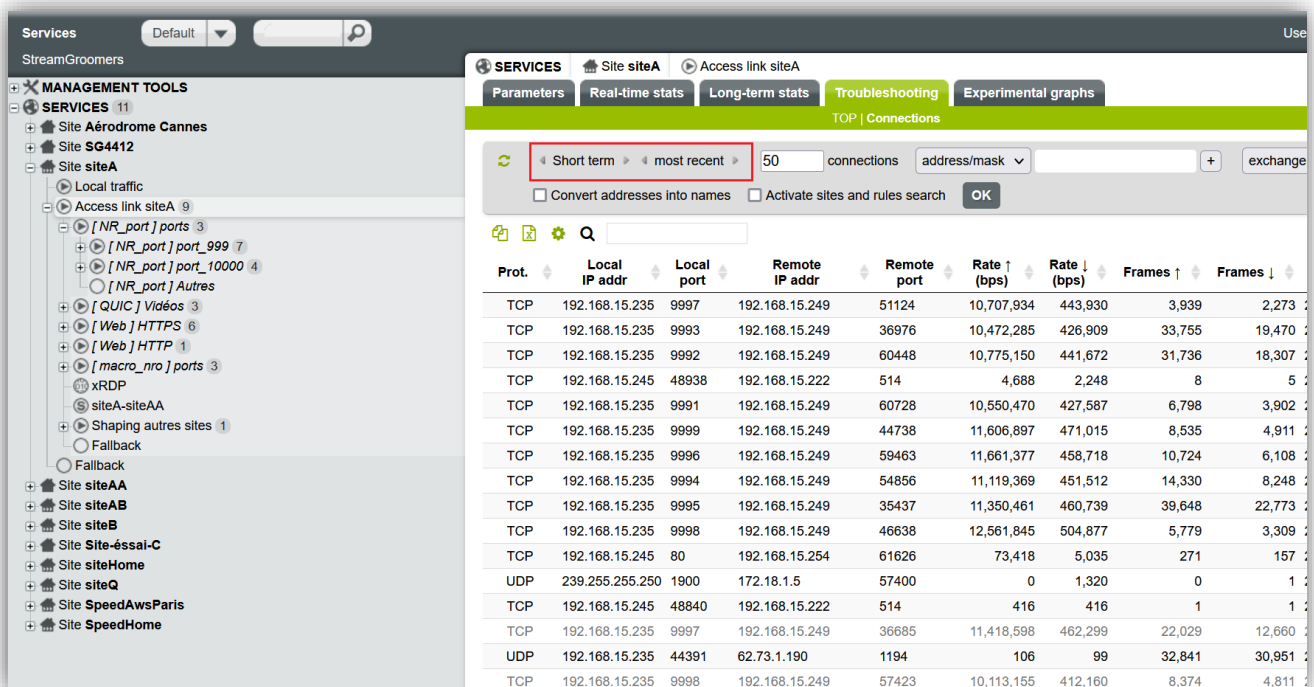 Services Default Use
StreamGroomers
MANAGEMENT TOOLS
SERVICES 11
Site Aérodrome Cannes
Site SG4412
Site siteA
Local traffic
Access link siteA 9
[ NR_port ] ports 3
[ NR_port ] port_999 7
[ NR_port ] port_10000 4
[ NR_port ] Autres
[ QUIC ] Vidéos 3
[ Web ] HTTPS 6
[ Web ] HTTP 1
[ macro_nro ] ports 3
xRDP
S siteA-siteAA
Shaping autres sites 1
Fallback
Fallback
Site siteAA
Site siteAB
Site siteB
Site Site-éssai-C
Site siteHome
Site siteQ
Site SpeedAwsParis
Site SpeedHome
SERVICES Site siteA Access link siteA
Parameters Real-time stats Long-term stats Troubleshooting Experimental graphs
TOP | Connections
Short term most recent 50 connections address/mask + exchange
Convert addresses into names Activate sites and rules search OK
Prot. Local IP addr Local port Remote IP addr Remote port Rate ↑ (bps) Rate ↓ (bps) Frames ↑ Frames ↓
TCP 192.168.15.235 9997 192.168.15.249 51124 10,707,934 443,930 3,939 2,273
TCP 192.168.15.235 9993 192.168.15.249 36976 10,472,285 426,909 33,755 19,470
TCP 192.168.15.235 9992 192.168.15.249 60448 10,775,150 441,672 31,736 18,307
TCP 192.168.15.245 48938 192.168.15.222 514 4,688 2,248 8 5
TCP 192.168.15.235 9991 192.168.15.249 60728 10,550,470 427,587 6,798 3,902
TCP 192.168.15.235 9999 192.168.15.249 44738 11,606,897 471,015 8,535 4,911
TCP 192.168.15.235 9996 192.168.15.249 59463 11,661,377 458,718 10,724 6,108
TCP 192.168.15.235 9994 192.168.15.249 54856 11,119,369 451,512 14,330 8,248
TCP 192.168.15.235 9995 192.168.15.249 35437 11,350,461 460,739 39,648 22,773
TCP 192.168.15.235 9998 192.168.15.249 46638 12,561,845 504,877 5,779 3,309
TCP 192.168.15.245 80 192.168.15.254 61626 73,418 5,035 271 157
UDP 239.255.255.250 1900 172.18.1.5 57400 0 1,320 0 1
TCP 192.168.15.245 48840 192.168.15.222 514 416 416 1 1
TCP 192.168.15.235 9997 192.168.15.249 36685 11,418,598 462,299 22,029 12,660
UDP 192.168.15.235 44391 62.73.1.190 1194 106 99 32,841 30,951
TCP 192.168.15.235 9998 192.168.15.249 57423 10,113,155 412,160 8,374 4,811